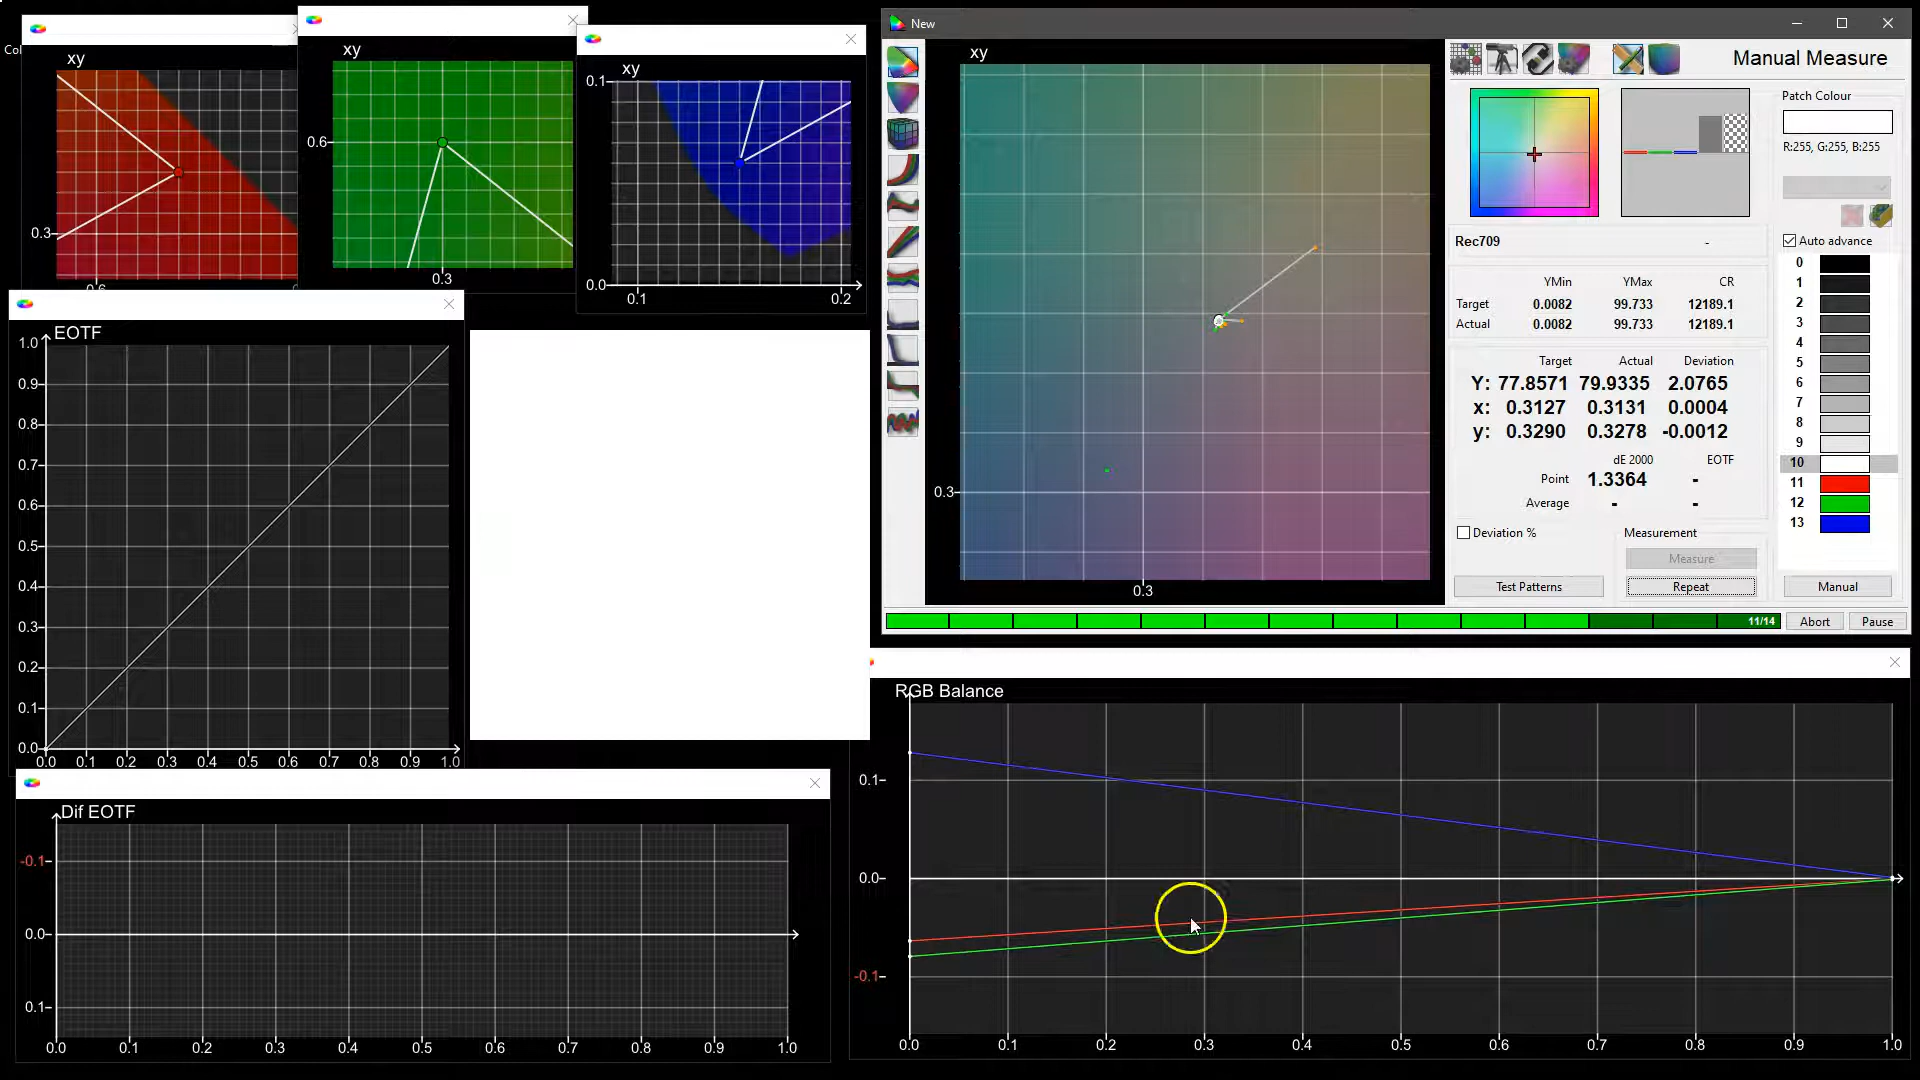 Col
xy
0.3
0.6
xy
0.6
0.3
xy
0.1
0.0
0.1
0.2
EOTF
1.0
0.9
0.8
0.7
0.6
0.5
0.4
0.3
0.2
0.1
0.0
0.0 0.1 0.2 0.3 0.4 0.5 0.6 0.7 0.8 0.9 1.0
Dif EOTF
-0.1
0.0
0.1
0.0 0.1 0.2 0.3 0.4 0.5 0.6 0.7 0.8 0.9 1.0
New
xy
0.3
0.3
Manual Measure
Patch Colour
R:255, G:255, B:255
Auto advance
Rec709 -
YMin YMax CR
Target 0.0082 99.733 12189.1
Actual 0.0082 99.733 12189.1
Target Actual Deviation
Y: 77.8571 79.9335 2.0765
x: 0.3127 0.3131 0.0004
y: 0.3290 0.3278 -0.0012
dE 2000 EOTF
Point 1.3364 -
Average - -
Deviation %
Measurement
Measure
Test Patterns
Repeat
0
1
2
3
4
5
6
7
8
9
10
11
12
13
Manual
11/14
Abort
Pause
RGB Balance
0.1
0.0
-0.1
0.0 0.1 0.2 0.3 0.4 0.5 0.6 0.7 0.8 0.9 1.0